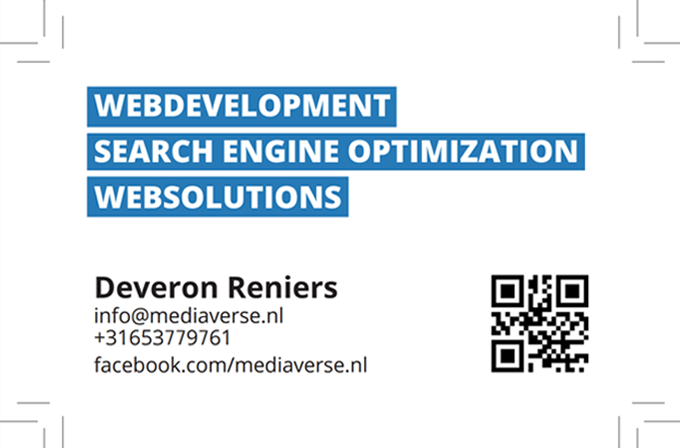 WEBDEVELOPMENT
SEARCH ENGINE OPTIMIZATION
WEBSOLUTIONS
Deveron Reniers
info@mediaverse.nl
+31653779761
facebook.com/mediaverse.nl